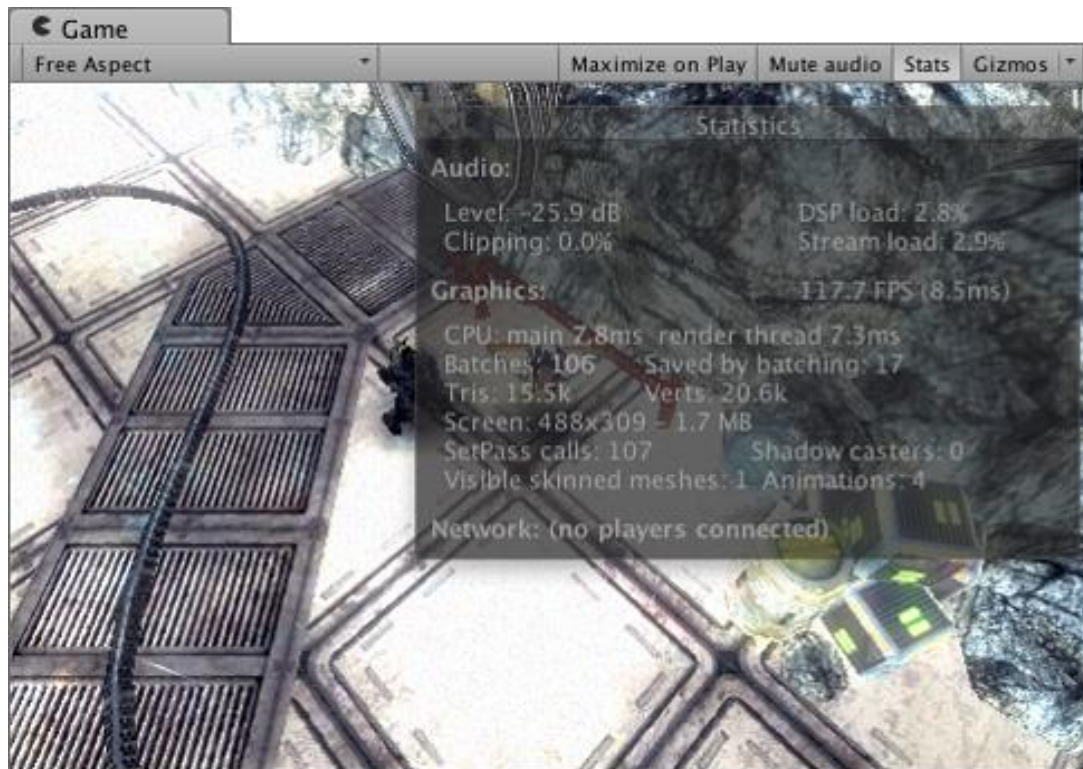 Game
Free Aspect Maximize on Play Mute audio Stats Gizmos
Statistics
Audio:
Level: -25.9 dB DSP load: 2.8%
Clipping: 0.0% Stream load: 2.9%
Graphics: 117.7 FPS (8.5ms)
CPU: main 7.8ms render thread 7.3ms
Batches: 106 Saved by batching: 17
Tris: 15.5k Verts: 20.6k
Screen: 488x309 - 1.7 MB
SetPass calls: 107 Shadow casters: 0
Visible skinned meshes: 1 Animations: 4
Network: (no players connected)